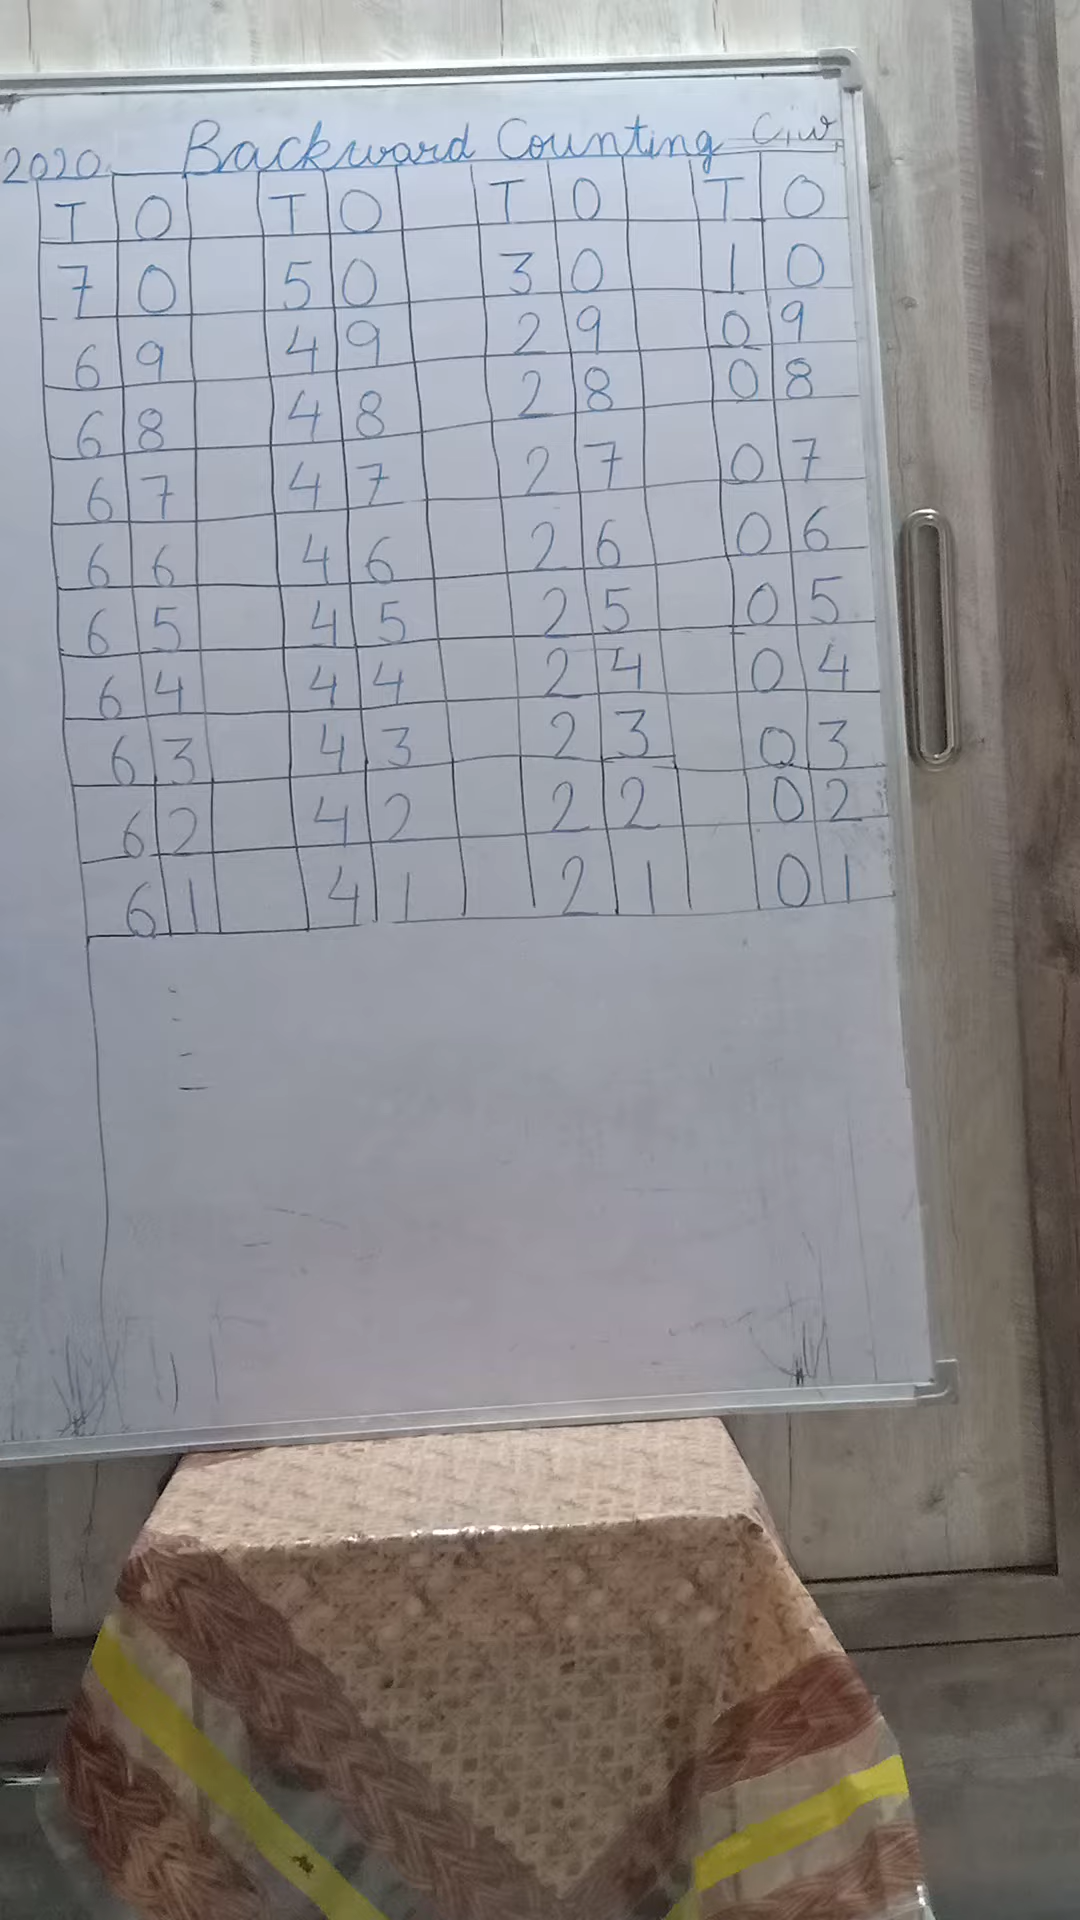 2020 Backward Counting C.W.
T O T O T O T O
7 0 5 0 3 0 1 0
6 9 4 9 2 9 0 9
6 8 4 8 2 8 0 8
6 7 4 7 2 7 0 7
6 6 4 6 2 6 0 6
6 5 4 5 2 5 0 5
6 4 4 4 2 4 0 4
6 3 4 3 2 3 0 3
6 2 4 2 2 2 0 2
6 1 4 1 2 1 0 1